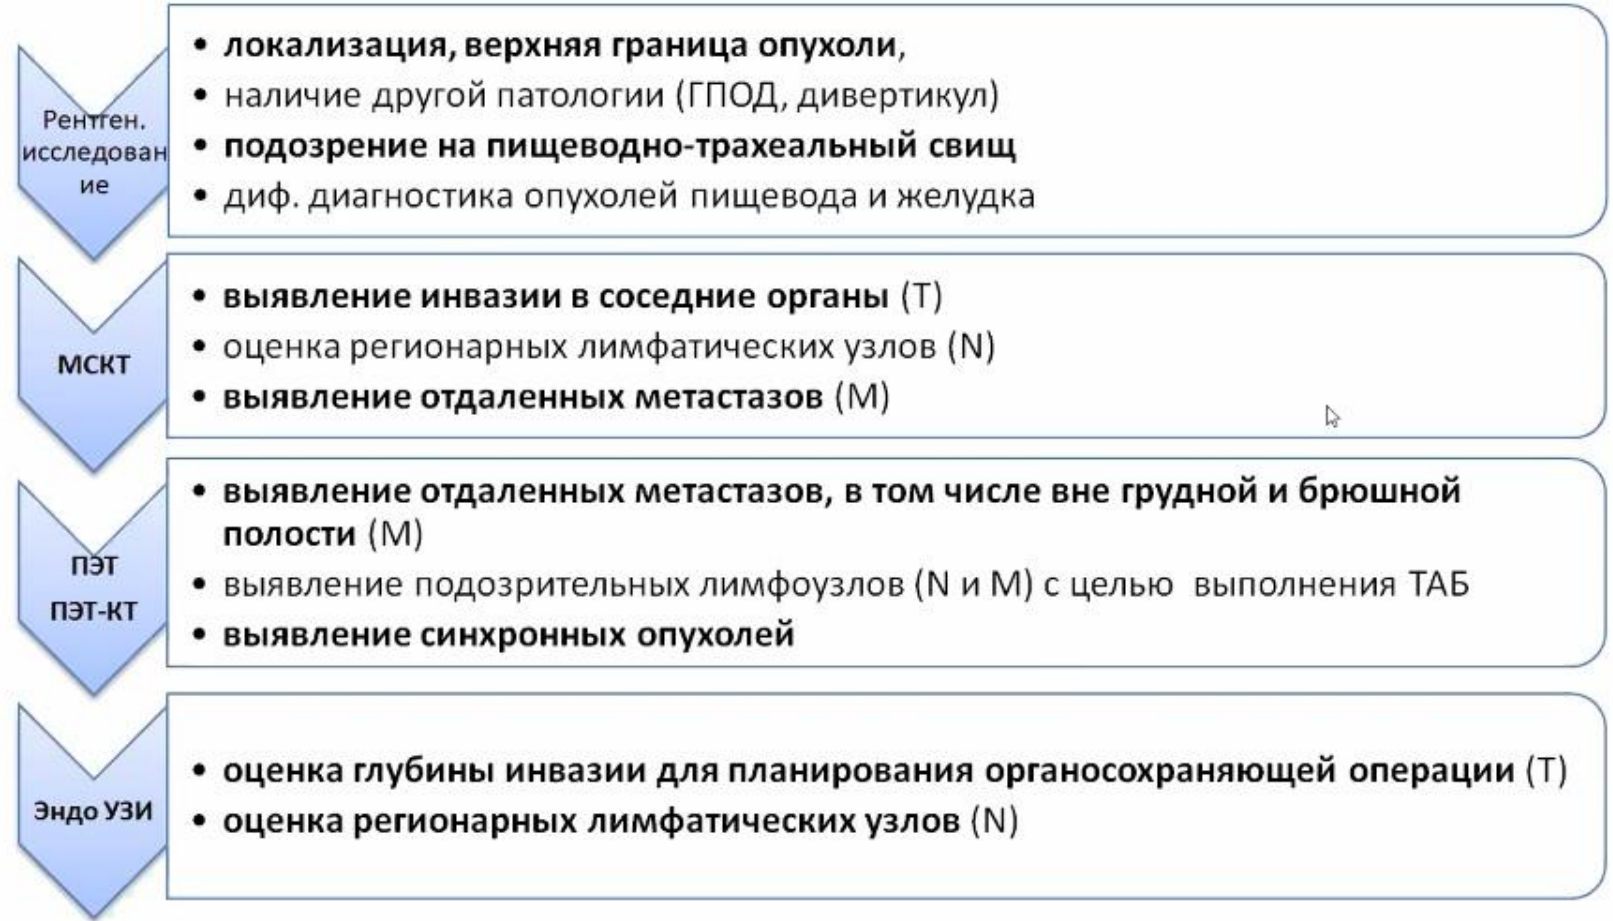 Рентген.
исследован
ие
• локализация, верхняя граница опухоли,
• наличие другой патологии (ГПОД, дивертикул)
• подозрение на пищеводно-трахеальный свищ
• диф. диагностика опухолей пищевода и желудка
МСКТ
• выявление инвазии в соседние органы (Т)
• оценка регионарных лимфатических узлов (N)
• выявление отдаленных метастазов (М)
ПЭТ
ПЭТ-КТ
• выявление отдаленных метастазов, в том числе вне грудной и брюшной
полости (М)
• выявление подозрительных лимфоузлов (N и М) с целью выполнения ТАБ
• выявление синхронных опухолей
Эндо УЗИ
• оценка глубины инвазии для планирования органосохраняющей операции (Т)
• оценка регионарных лимфатических узлов (N)